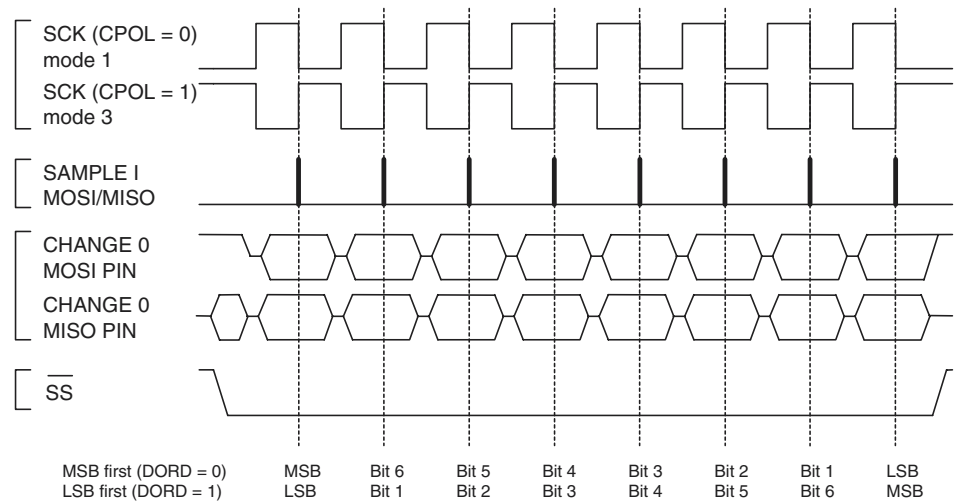 SCK (CPOL = 0)
mode 1
SCK (CPOL = 1)
mode 3
SAMPLE I
MOSI/MISO
CHANGE 0
MOSI PIN
CHANGE 0
MISO PIN
SS
MSB first (DORD = 0) MSB Bit 6 Bit 5 Bit 4 Bit 3 Bit 2 Bit 1 LSB
LSB first (DORD = 1) LSB Bit 1 Bit 2 Bit 3 Bit 4 Bit 5 Bit 6 MSB